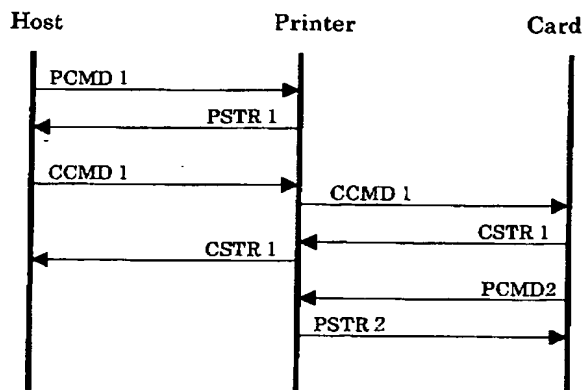 Host Printer Card
PCMD 1
PSTR 1
CCMD 1
CCMD 1
CSTR 1
CSTR 1
PCMD2
PSTR 2